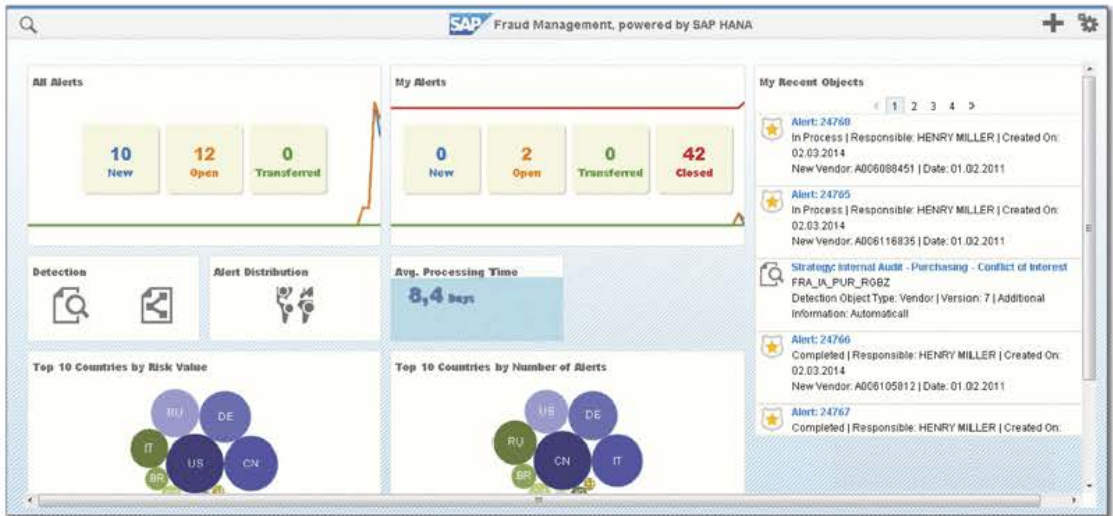 SAP Fraud Management, powered by SAP HANA
All Alerts
10
New
12
Open
0
Transferred
My Alerts
0
New
2
Open
0
Transferred
42
Closed
My Recent Objects
< 1 2 3 4 >
Alert: 24760
In Process | Responsible: HENRY MILLER | Created On:
02.03.2014
New Vendor: A006088451 | Date: 01.02.2011
Alert: 24765
In Process | Responsible: HENRY MILLER | Created On:
02.03.2014
New Vendor: A006116835 | Date: 01.02.2011
Strategy: Internal Audit - Purchasing - Conflict of Interest
FRA_IA_PUR_RGBZ
Detection Object Type: Vendor | Version: 7 | Additional
Information: Automaticall
Alert: 24766
Completed | Responsible: HENRY MILLER | Created On:
02.03.2014
New Vendor: A006105812 | Date: 01.02.2011
Alert: 24767
Completed | Responsible: HENRY MILLER | Created On:
Detection
Alert Distribution
Avg. Processing Time
8,4 Days
Top 10 Countries by Risk Value
RU
DE
IT
US
CN
BR
Top 10 Countries by Number of Alerts
US
DE
RU
CN
IT
BR